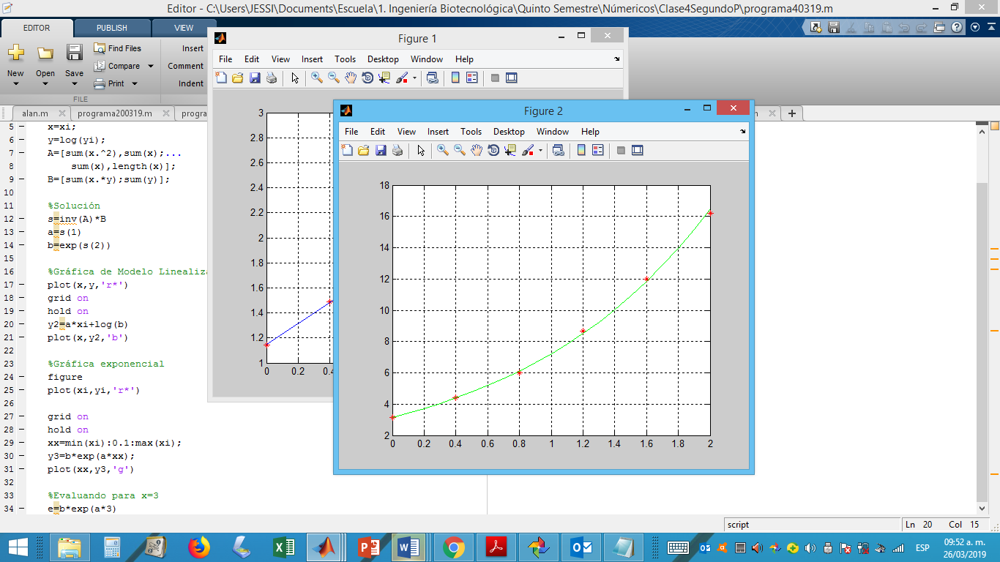 Editor - C:\Users\JESSI\Documents\Escuela\1. Ingeniería Biotecnológica\Quinto Semestre\Númericos\Clase4SegundoP\programa40319.m
EDITOR
PUBLISH
VIEW
New
Open
Save
Find Files
Compare
Print
Insert
Comment
Indent
FILE
alan.m
programa200319.m
progra
5 x=xi;
6 y=log(yi);
7 A=[sum(x.^2),sum(x);...
8 sum(x),length(x)];
9 B=[sum(x.*y);sum(y)];
10
11 %Solución
12 s=inv(A)*B
13 a=s(1)
14 b=exp(s(2))
15
16 %Gráfica de Modelo Lineализ
17 plot(x,y,'r*')
18 grid on
19 hold on
20 y2=a*xi+log(b)
21 plot(x,y2,'b')
22
23 %Gráfica exponencial
24 figure
25 plot(xi,yi,'r*')
26
27 grid on
28 hold on
29 xx=min(xi):0.1:max(xi);
30 y3=b*exp(a*xx);
31 plot(xx,y3,'g')
32
33 %Evaluando para x=3
34 e=b*exp(a*3)
Figure 1
File Edit View Insert Tools Desktop Window Help
3
2.8
2.6
2.4
2.2
2
1.8
1.6
1.4
1.2
1
0 0.2 0.4
Figure 2
File Edit View Insert Tools Desktop Window Help
18
16
14
12
10
8
6
4
2
0 0.2 0.4 0.6 0.8 1 1.2 1.4 1.6 1.8 2
script
Ln 20 Col 15
ESP
09:52 a. m.
26/03/2019